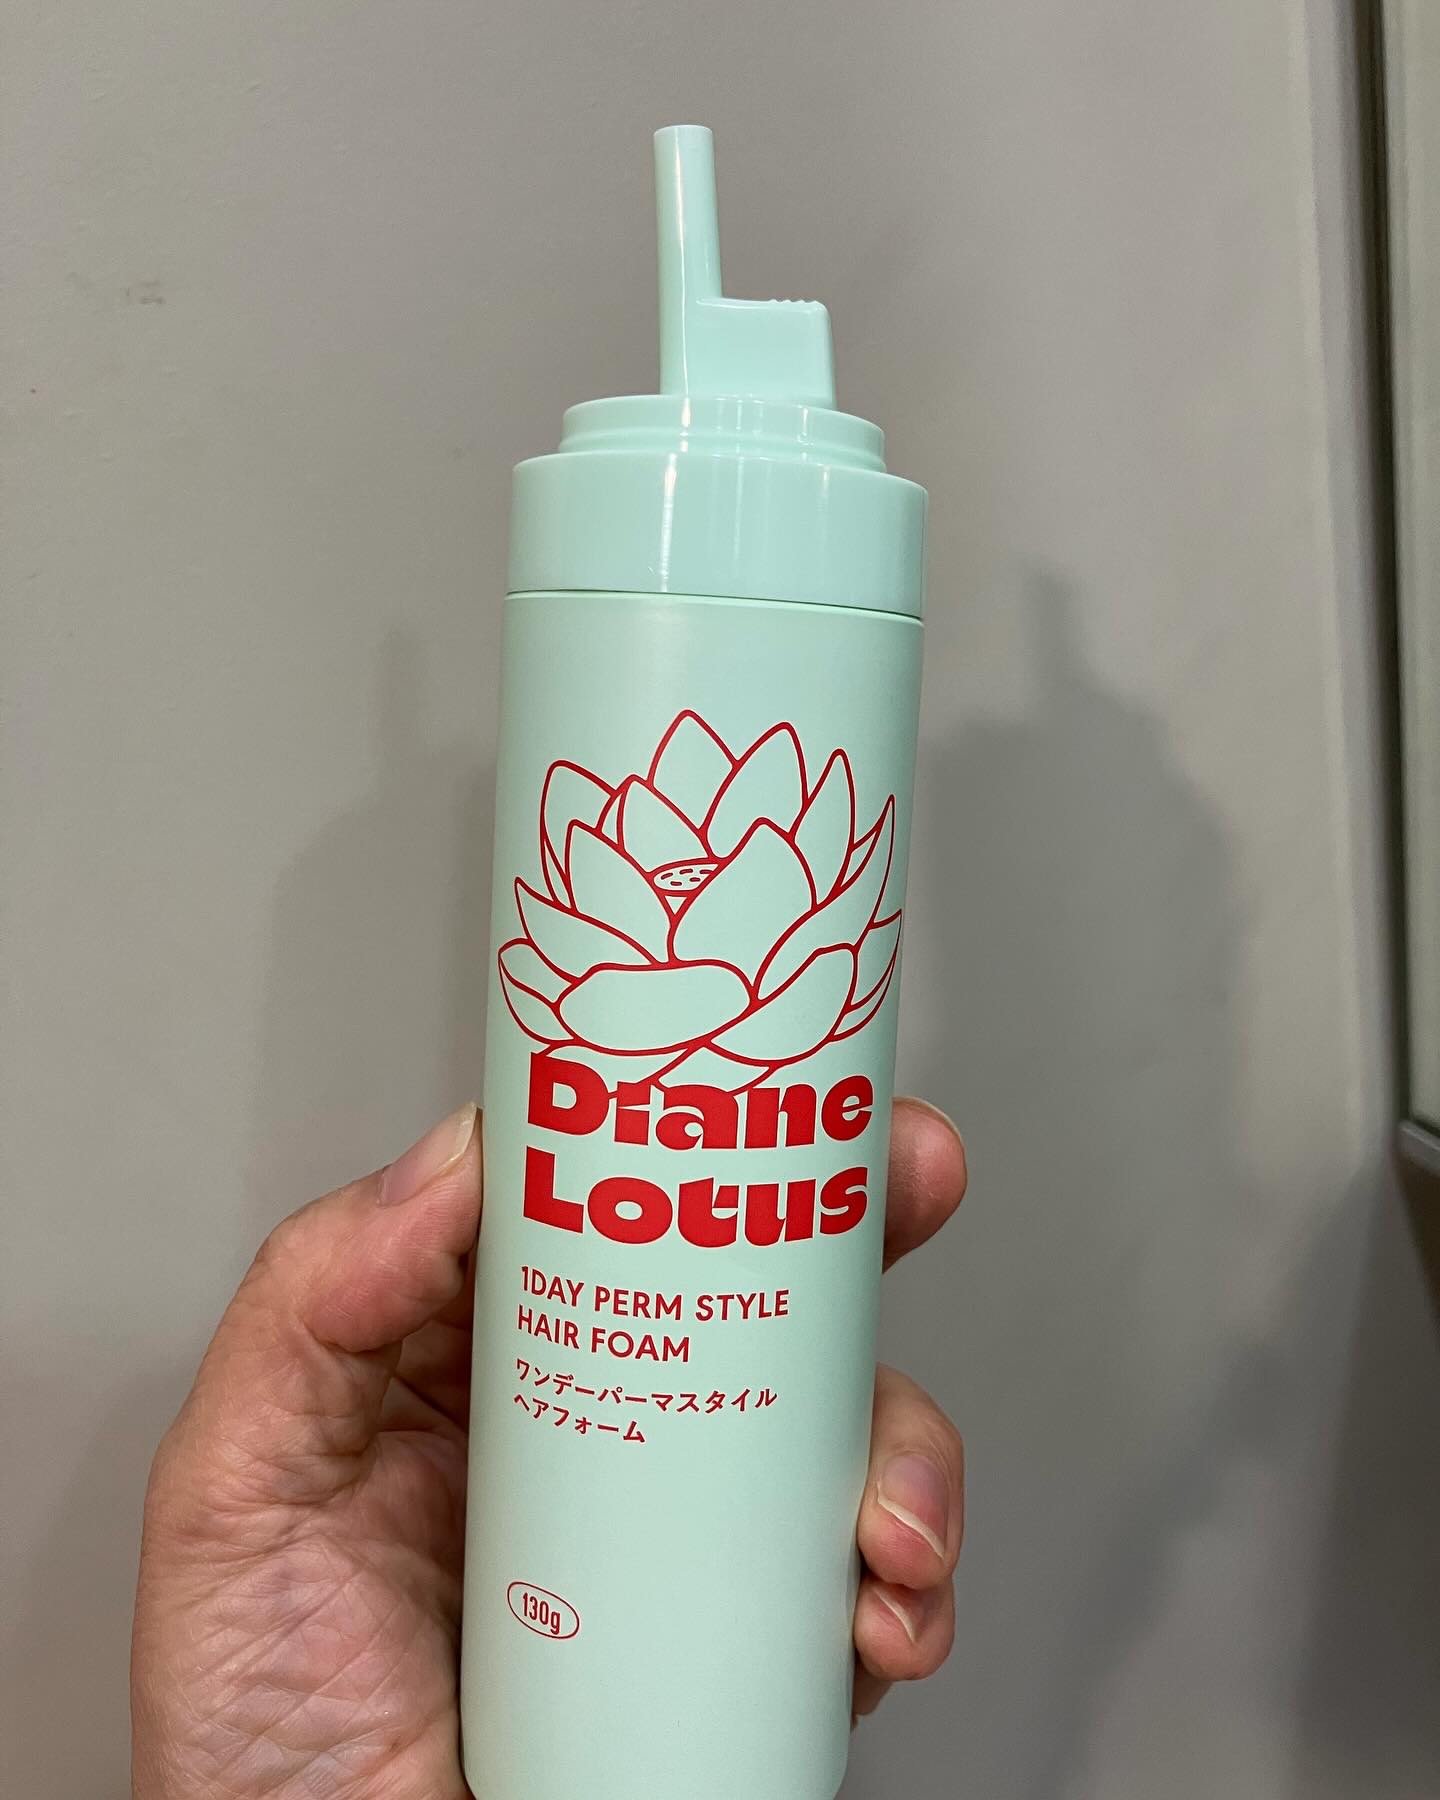 Diane
Lotus
1DAY PERM STYLE
HAIR FOAM
ワンデーパーマスタイル
ヘアフォーム
130g